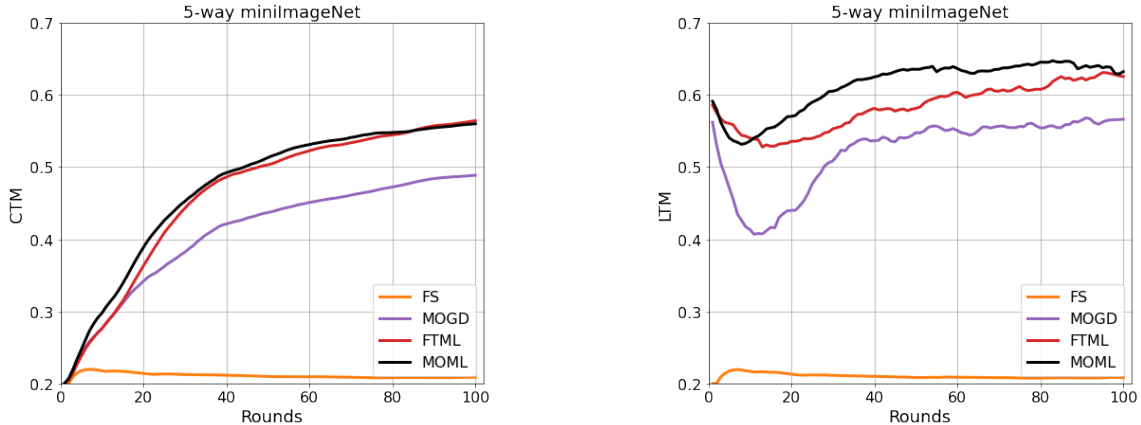 5-way miniImageNet
0.7
0.6
0.5
0.4
0.3
0.2
CTM
FS
MOGD
FTML
MOML
0 20 40 60 80 100
Rounds
5-way miniImageNet
0.7
0.6
0.5
0.4
0.3
0.2
LTM
FS
MOGD
FTML
MOML
0 20 40 60 80 100
Rounds